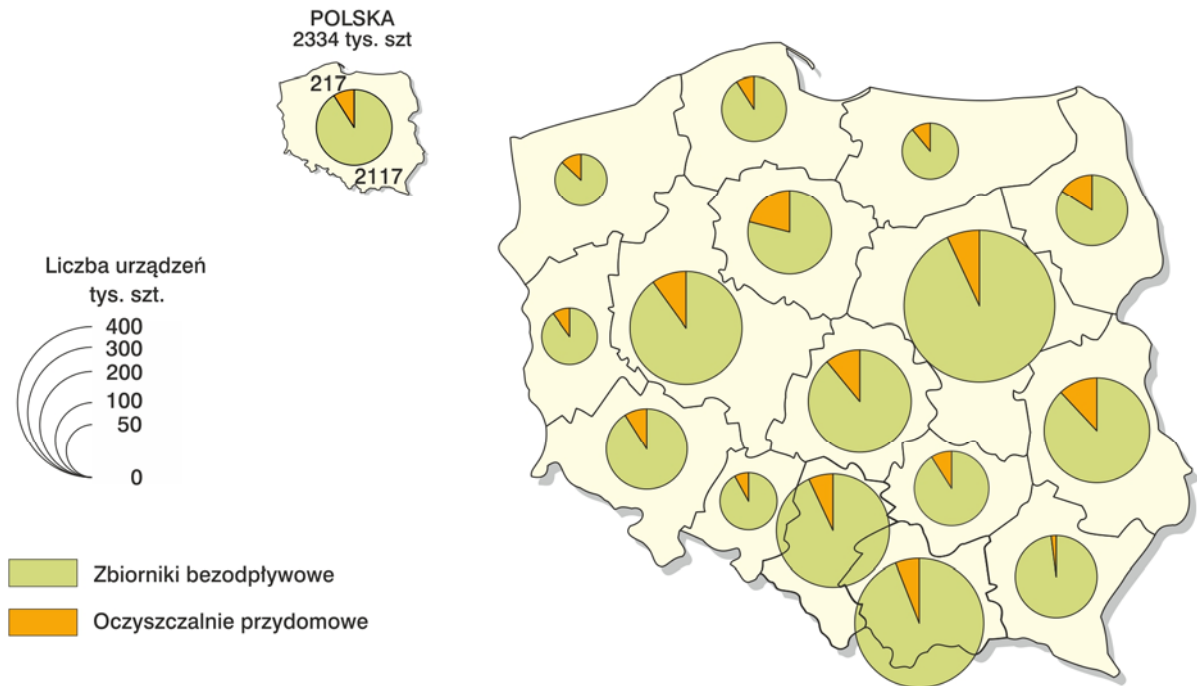 POLSKA
2334 tys. szt
217
2117
Liczba urządzeń
tys. szt.
400
300
200
100
50
0
Zbiorniki bezodpływowe
Oczyszczalnie przydomowe